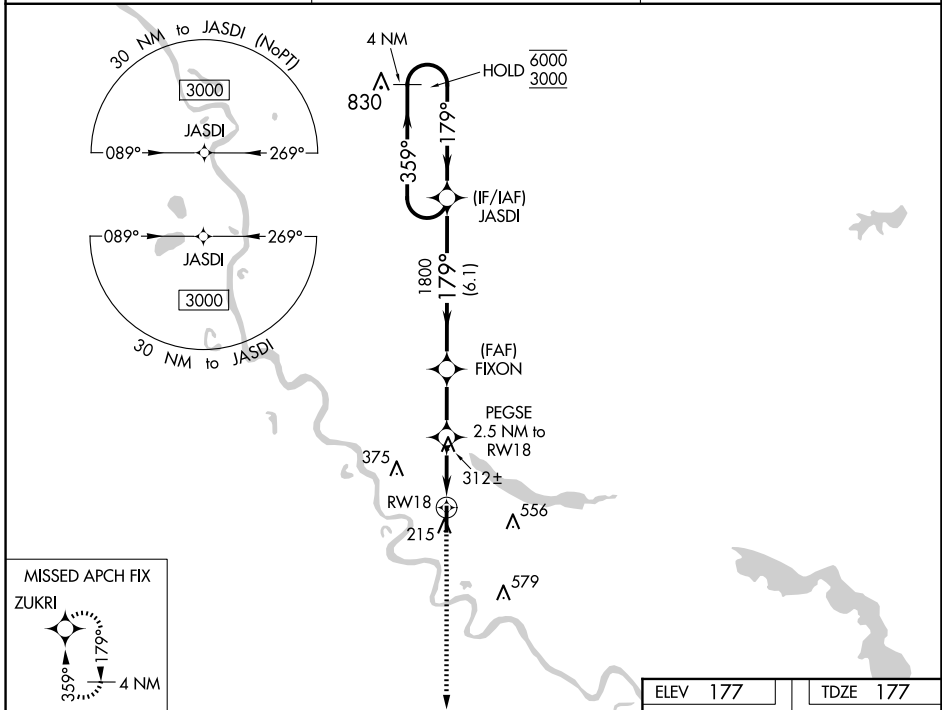 30 NM to JASDI (NoPT)
3000
JASDI
089°
269°
089°
269°
JASDI
3000
30 NM to JASDI
4 NM
830
HOLD
6000
3000
359°
179°
(IF/IAF)
JASDI
1800
179°
(6.1)
(FAF)
FIXON
PEGSE
2.5 NM to
RW18
375
312±
RW18
215
556
579
MISSED APCH FIX
ZUKRI
359°
179°
4 NM
ELEV 177
TDZE 177